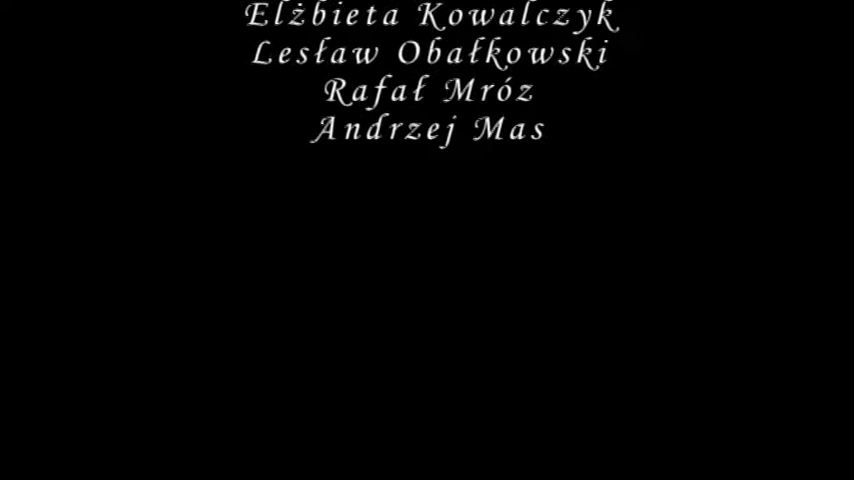 Elżbieta Kowalczyk
Lesław Obałkowski
Rafał Mróz
Andrzej Mas